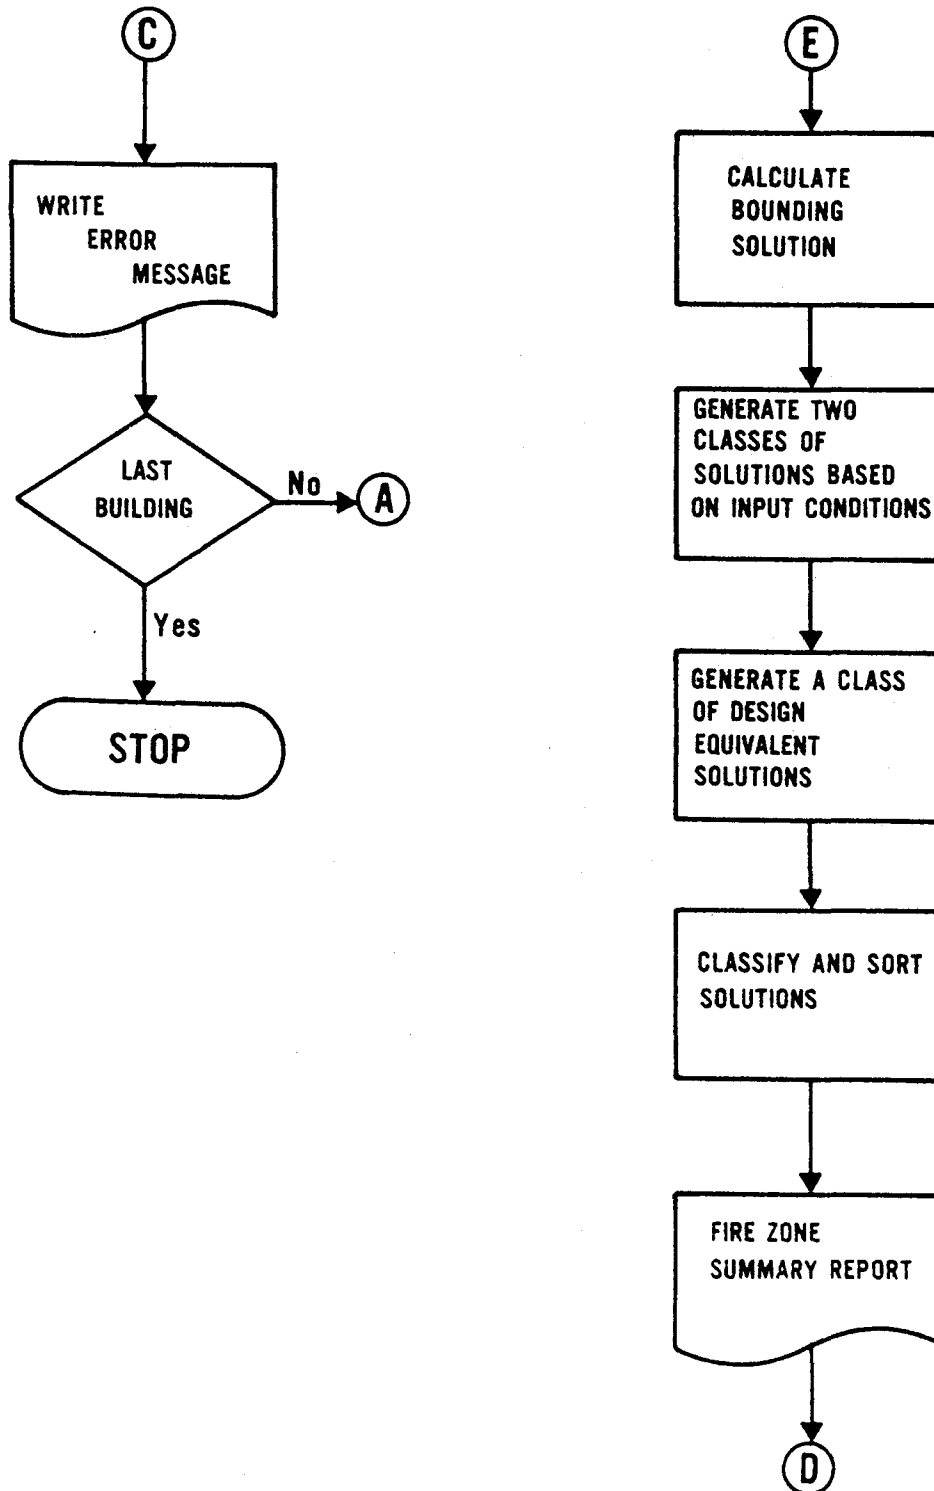 C
WRITE
ERROR
MESSAGE
LAST
BUILDING
No
A
Yes
STOP
E
CALCULATE
BOUNDING
SOLUTION
GENERATE TWO
CLASSES OF
SOLUTIONS BASED
ON INPUT CONDITIONS
GENERATE A CLASS
OF DESIGN
EQUIVALENT
SOLUTIONS
CLASSIFY AND SORT
SOLUTIONS
FIRE ZONE
SUMMARY REPORT
D